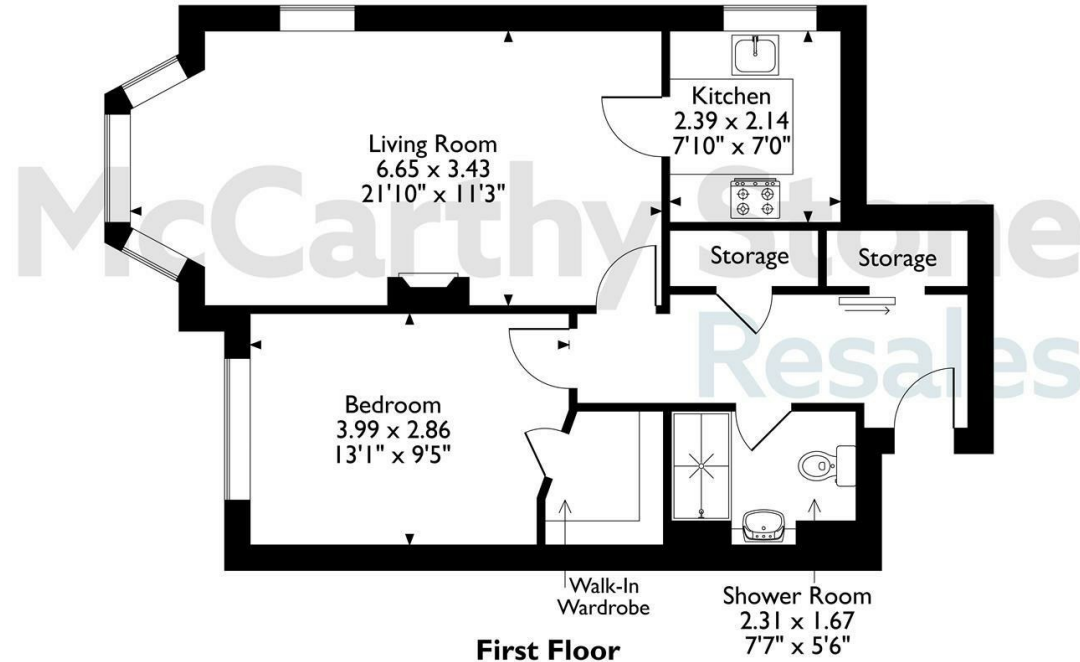 Living Room
6.65 x 3.43
21'10" x 11'3"
Kitchen
2.39 x 2.14
7'10" x 7'0"
McCarthy Stone
Resales
Storage
Storage
Bedroom
3.99 x 2.86
13'1" x 9'5"
Walk-In
Wardrobe
Shower Room
2.31 x 1.67
7'7" x 5'6"
First Floor